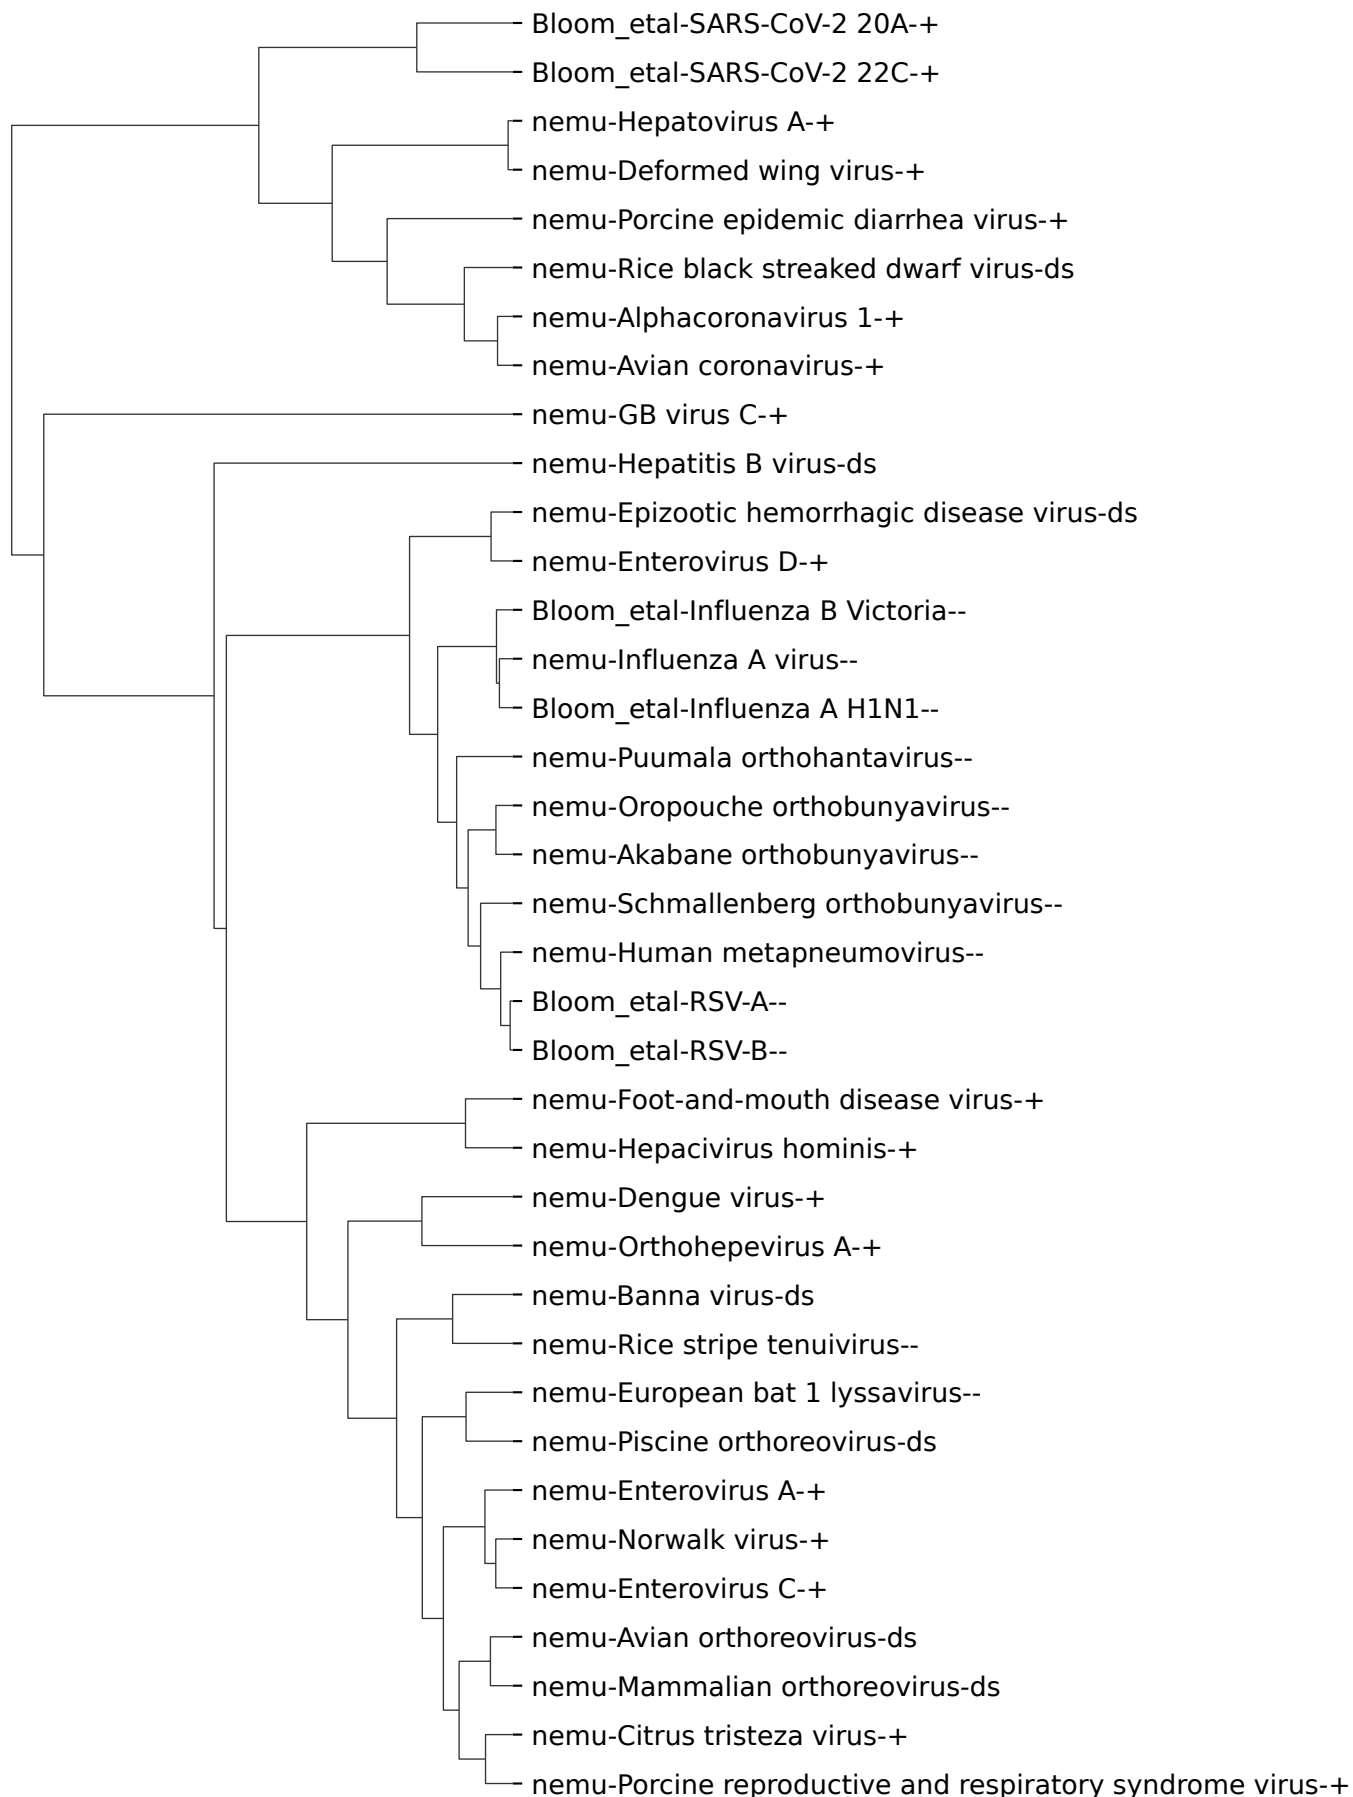 Bloom_etal-SARS-CoV-2 20A-+
Bloom_etal-SARS-CoV-2 22C-+
nemu-Hepatovirus A-+
nemu-Deformed wing virus-+
nemu-Porcine epidemic diarrhea virus-+
nemu-Rice black streaked dwarf virus-ds
nemu-Alphacoronavirus 1-+
nemu-Avian coronavirus-+
nemu-GB virus C-+
nemu-Hepatitis B virus-ds
nemu-Epizootic hemorrhagic disease virus-ds
nemu-Enterovirus D-+
Bloom_etal-Influenza B Victoria--
nemu-Influenza A virus--
Bloom_etal-Influenza A H1N1--
nemu-Puumala orthohantavirus--
nemu-Oropouche orthobunyavirus--
nemu-Akabane orthobunyavirus--
nemu-Schmallenberg orthobunyavirus--
nemu-Human metapneumovirus--
Bloom_etal-RSV-A--
Bloom_etal-RSV-B--
nemu-Foot-and-mouth disease virus-+
nemu-Hepacivirus hominis-+
nemu-Dengue virus-+
nemu-Orthohepevirus A-+
nemu-Banna virus-ds
nemu-Rice stripe tenuivirus--
nemu-European bat 1 lyssavirus--
nemu-Piscine orthoreovirus-ds
nemu-Enterovirus A-+
nemu-Norwalk virus-+
nemu-Enterovirus C-+
nemu-Avian orthoreovirus-ds
nemu-Mammalian orthoreovirus-ds
nemu-Citrus tristeza virus-+
nemu-Porcine reproductive and respiratory syndrome virus-+